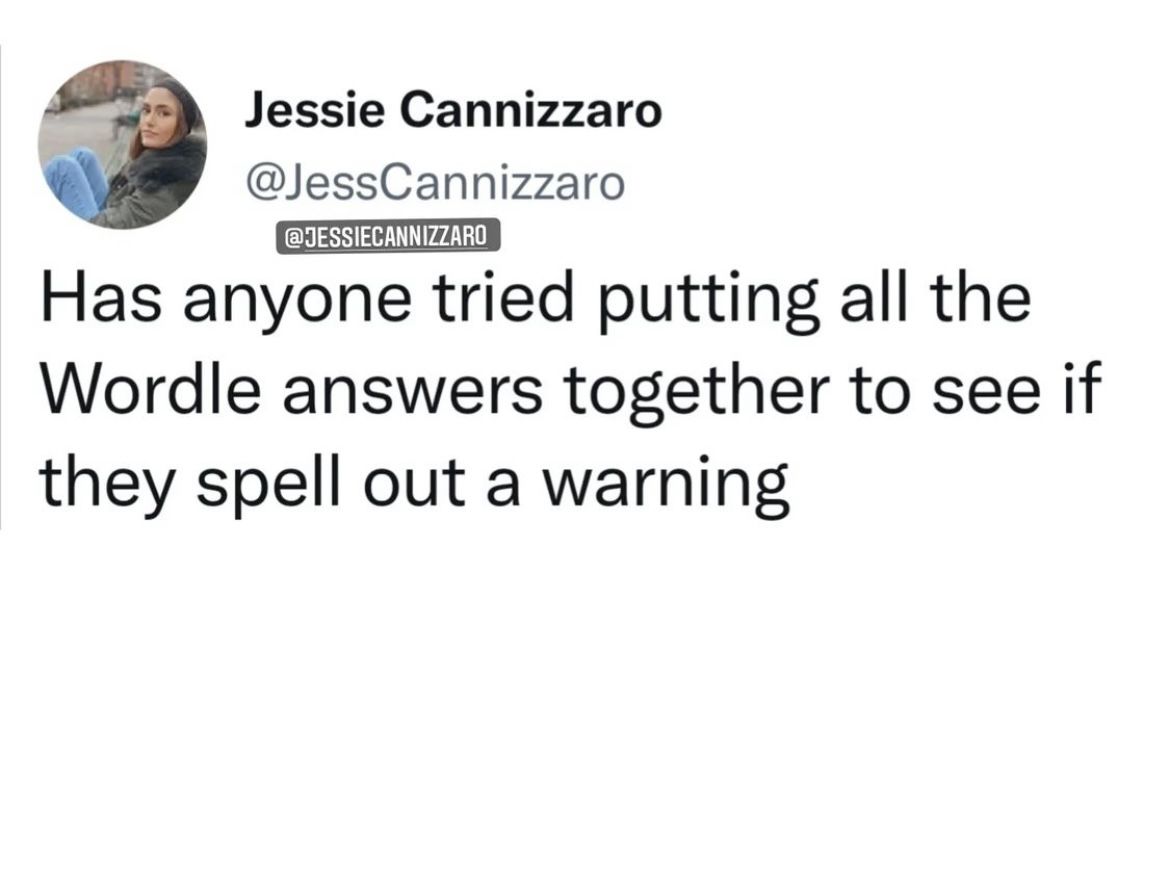 Jessie Cannizzaro
@JessCannizzaro
@JESSIECANNIZZARO
Has anyone tried putting all the
Wordle answers together to see if
they spell out a warning